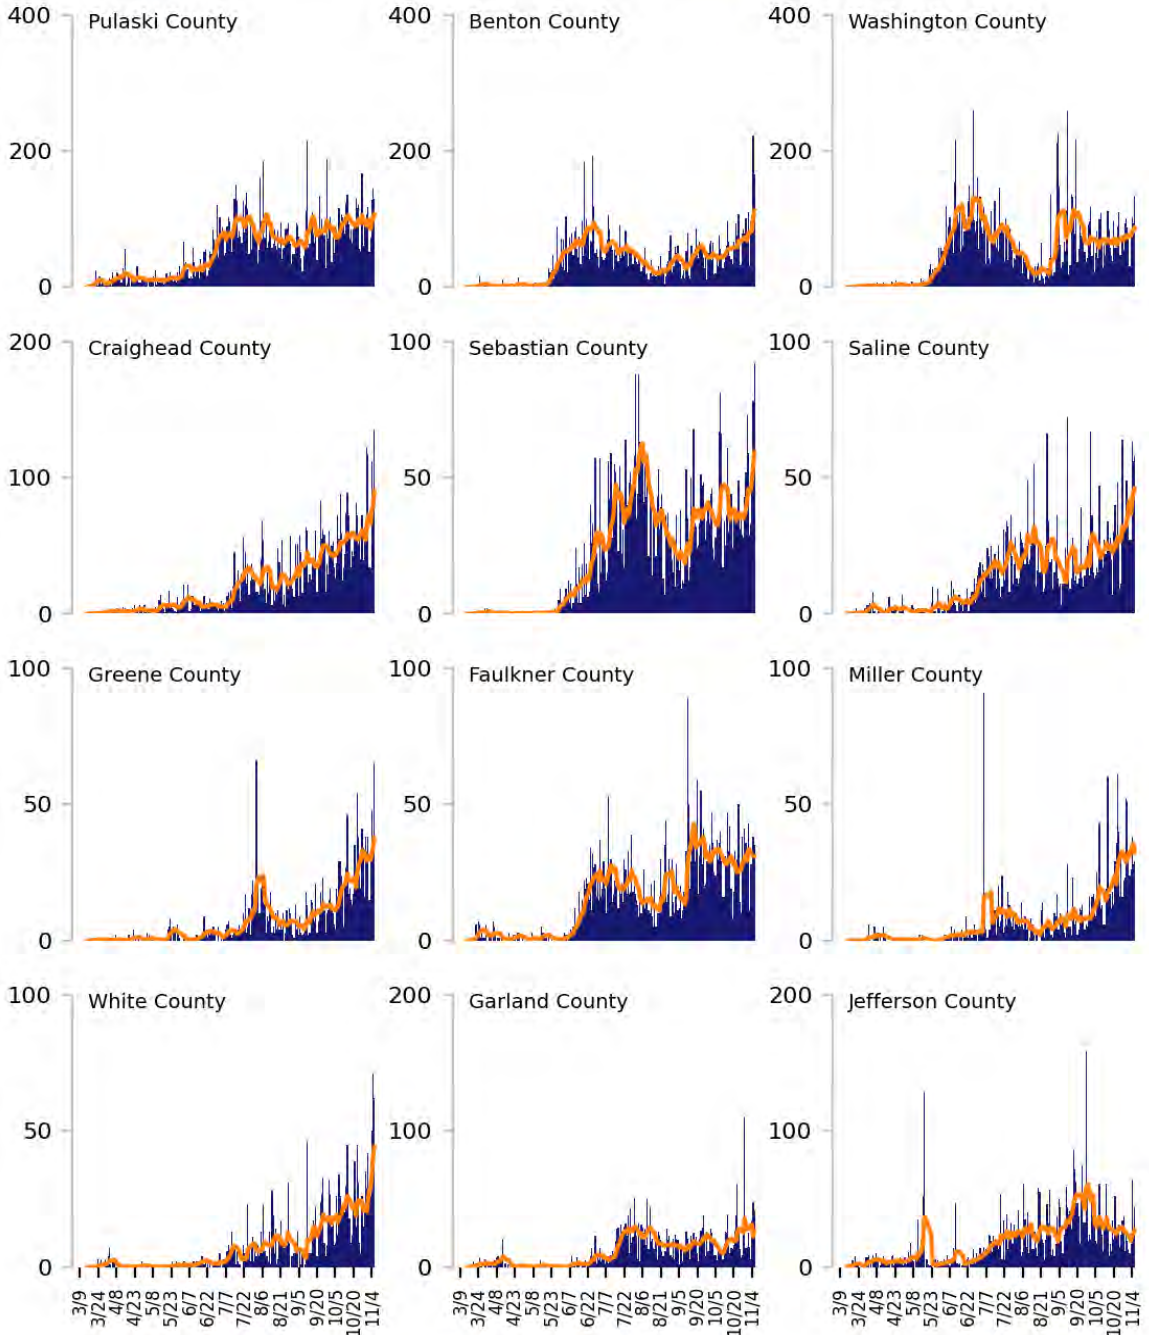 400 Pulaski County 400 Benton County 400 Washington County
200 200 200
0 0 0
200 Craighead County 100 Sebastian County 100 Saline County
100 50 50
0 0 0
100 Greene County 100 Faulkner County 100 Miller County
50 50 50
0 0 0
100 White County 200 Garland County 200 Jefferson County
50 100 100
0 0 0
3/9 3/24 4/8 4/23 5/8 5/23 6/7 6/22 7/7 7/22 8/6 8/21 9/5 9/20 10/5 10/20 11/4 3/9 3/24 4/8 4/23 5/8 5/23 6/7 6/22 7/7 7/22 8/6 8/21 9/5 9/20 10/5 10/20 11/4 3/9 3/24 4/8 4/23 5/8 5/23 6/7 6/22 7/7 7/22 8/6 8/21 9/5 9/20 10/5 10/20 11/4